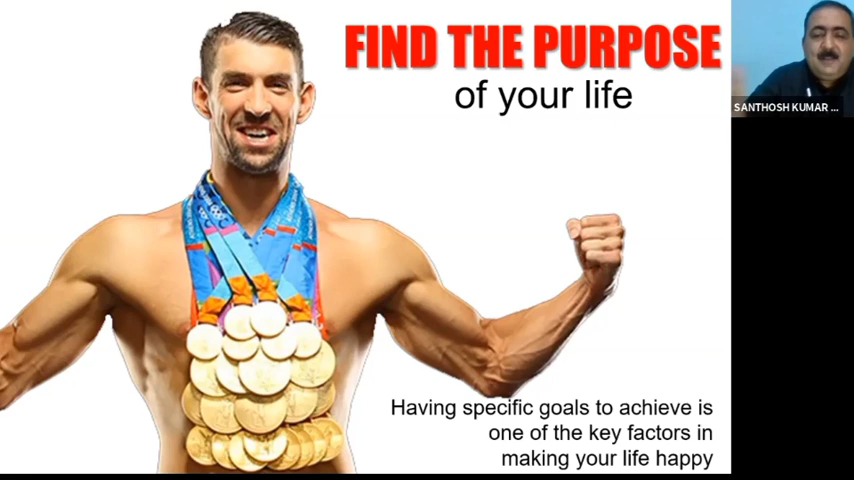 FIND THE PURPOSE
of your life
SANTHOSH KUMAR ...
Having specific goals to achieve is
one of the key factors in
making your life happy